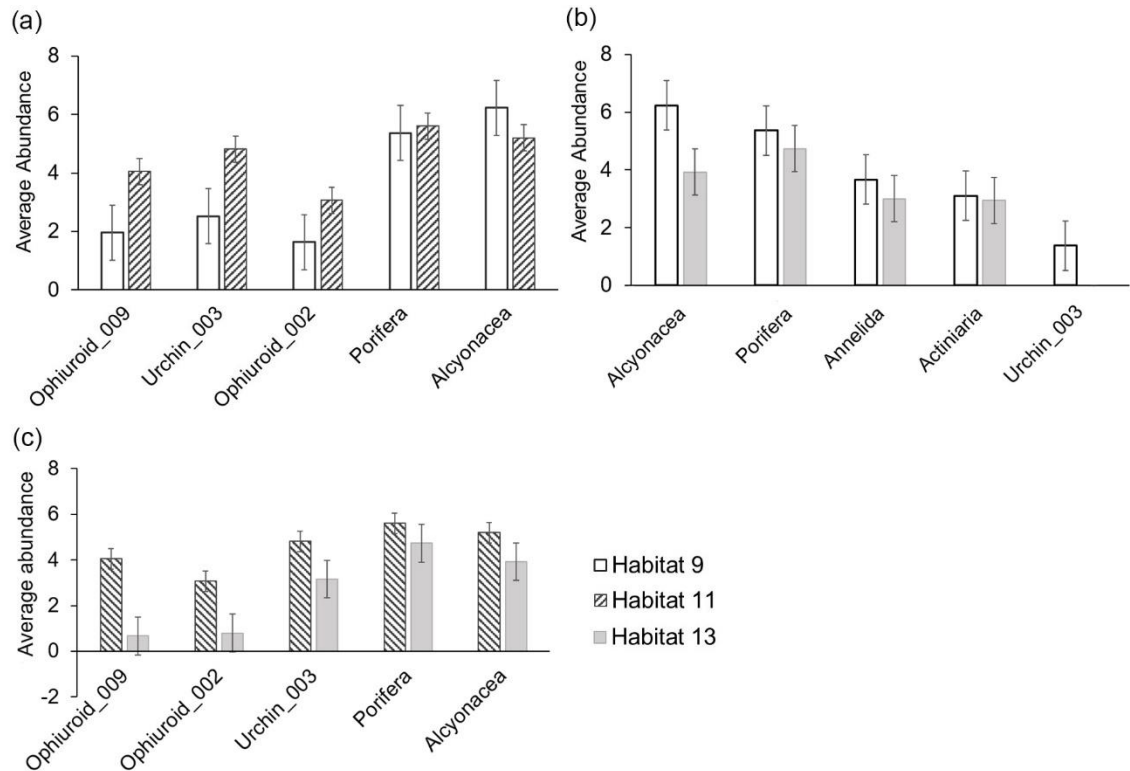 (a)
Average Abundance
8
6
4
2
0
Ophiuroid_009
Urchin_003
Ophiuroid_002
Porifera
Alcyonacea
(b)
Average Abundance
8
6
4
2
0
Alcyonacea
Porifera
Annelida
Actiniaria
Urchin_003
(c)
Average abundance
8
6
4
2
0
-2
Ophiuroid_009
Ophiuroid_002
Urchin_003
Porifera
Alcyonacea
Habitat 9
Habitat 11
Habitat 13